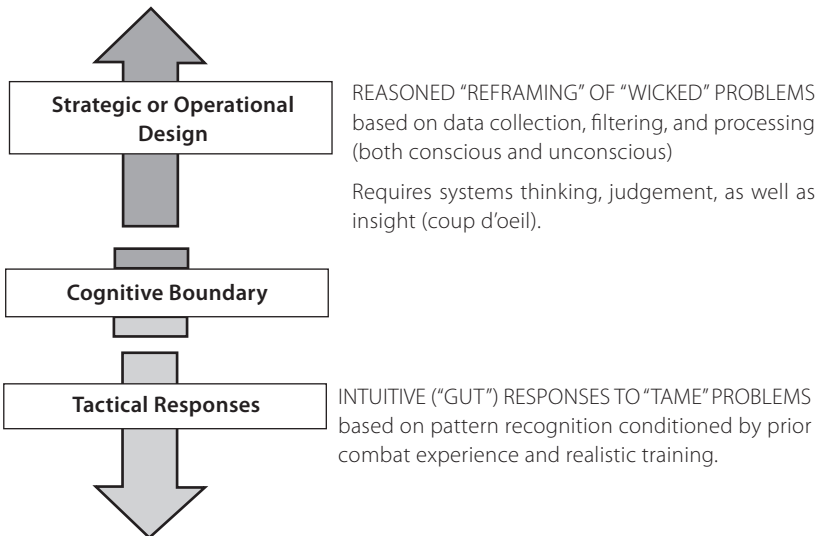 Strategic or Operational
Design
REASONED “REFRAMING” OF “WICKED” PROBLEMS
based on data collection, filtering, and processing
(both conscious and unconscious)
Requires systems thinking, judgement, as well as
insight (coup d’oeil).
Cognitive Boundary
Tactical Responses
INTUITIVE (“GUT”) RESPONSES TO “TAME” PROBLEMS
based on pattern recognition conditioned by prior
combat experience and realistic training.